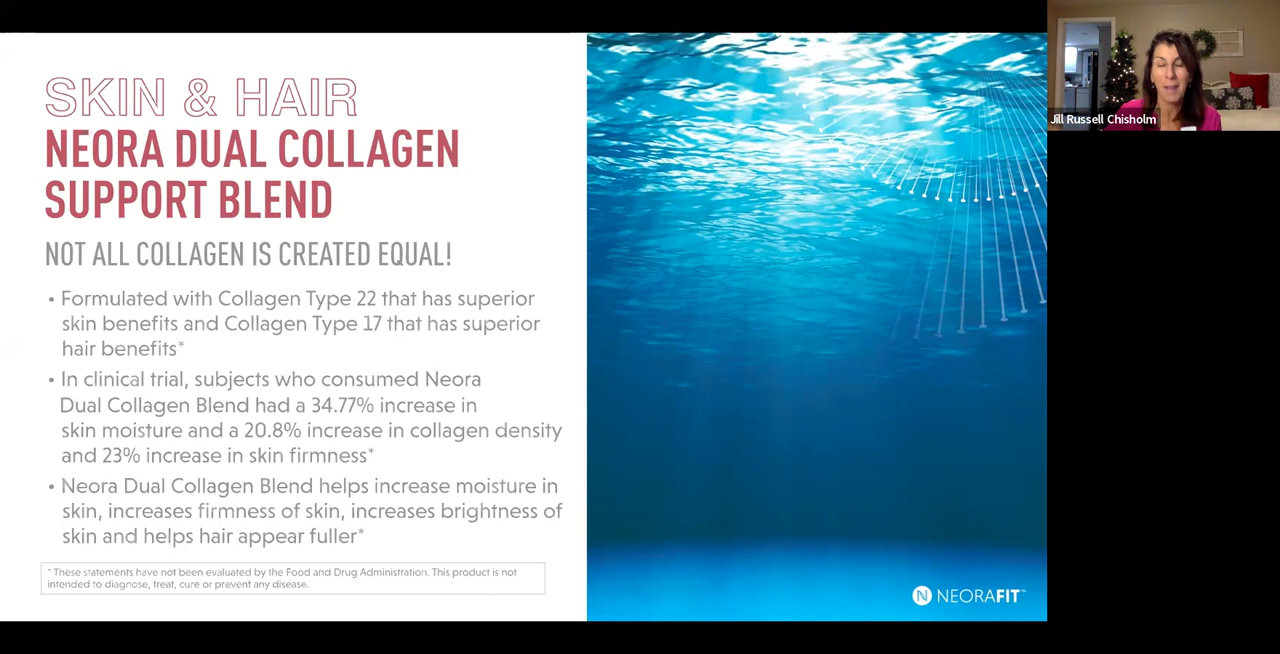 SKIN & HAIR
NEORA DUAL COLLAGEN
SUPPORT BLEND
NOT ALL COLLAGEN IS CREATED EQUAL!
• Formulated with Collagen Type 22 that has superior
skin benefits and Collagen Type 17 that has superior
hair benefits*
• In clinical trial, subjects who consumed Neora
Dual Collagen Blend had a 34.77% increase in
skin moisture and a 20.8% increase in collagen density
and 23% increase in skin firmness*
• Neora Dual Collagen Blend helps increase moisture in
skin, increases firmness of skin, increases brightness of
skin and helps hair appear fuller*
* These statements have not been evaluated by the Food and Drug Administration. This product is not
intended to diagnose, treat, cure or prevent any disease.
N NEORAFIT™
Jill Russell Chisholm